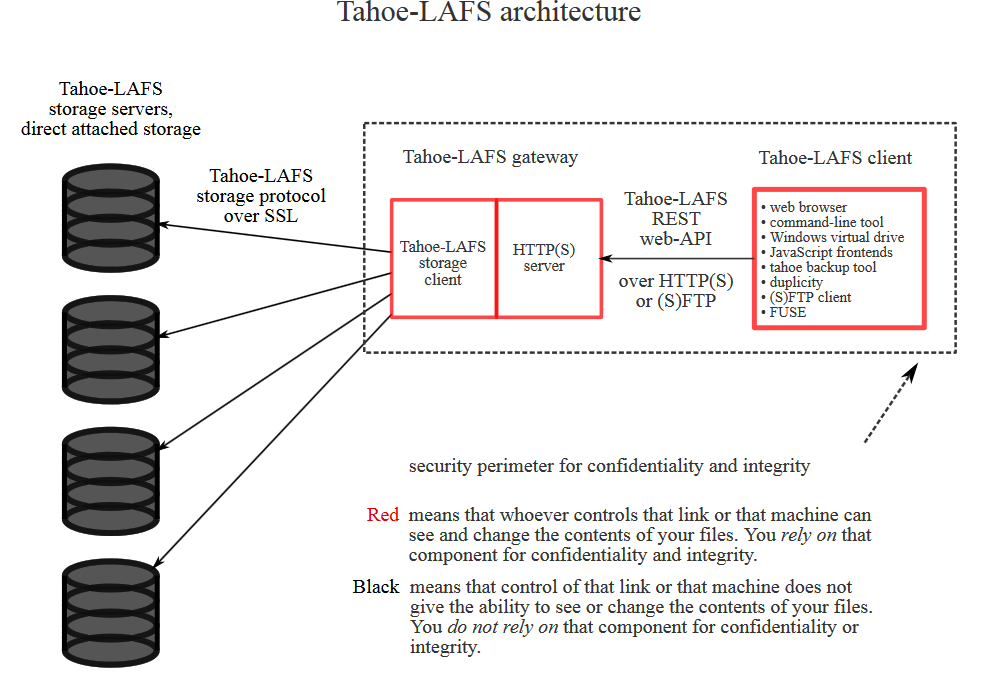 Tahoe-LAFS architecture
Tahoe-LAFS
storage servers,
direct attached storage
Tahoe-LAFS
storage protocol
over SSL
Tahoe-LAFS gateway
Tahoe-LAFS
storage
client
HTTP(S)
server
Tahoe-LAFS
REST
web-API
over HTTP(S)
or (S)FTP
Tahoe-LAFS client
• web browser
• command-line tool
• Windows virtual drive
• JavaScript frontends
• tahoe backup tool
• duplicity
• (S)FTP client
• FUSE
security perimeter for confidentiality and integrity
Red means that whoever controls that link or that machine can
see and change the contents of your files. You rely on that
component for confidentiality and integrity.
Black means that control of that link or that machine does not
give the ability to see or change the contents of your files.
You do not rely on that component for confidentiality or
integrity.